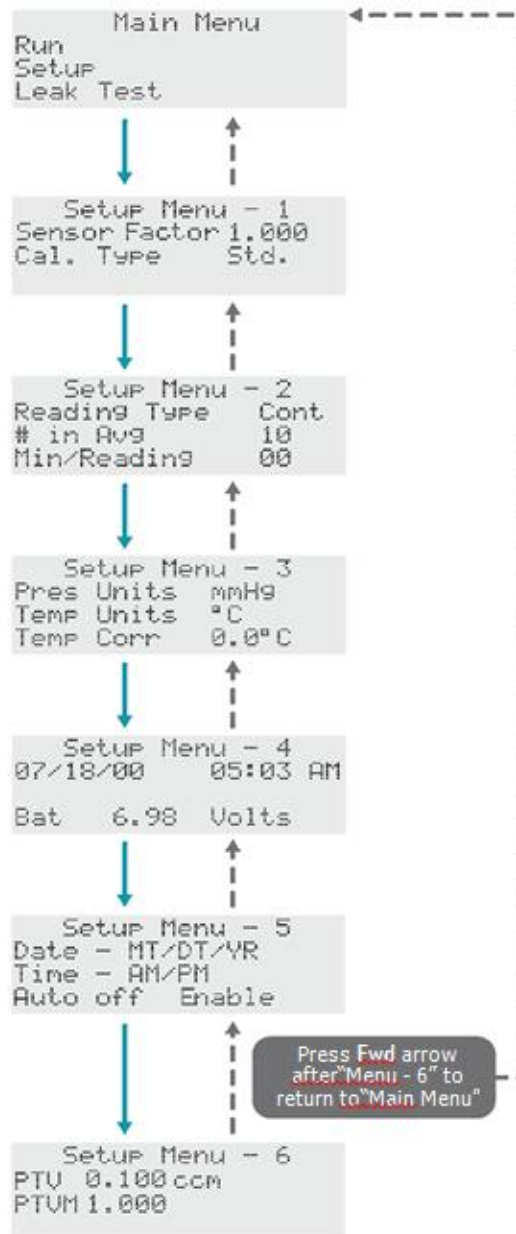 Main Menu
Run
Setup
Leak Test
Setup Menu - 1
Sensor Factor 1.000
Cal. Type Std.
Setup Menu - 2
Reading Type Cont
# in Avg 10
Min/Reading 00
Setup Menu - 3
Pres Units mmHg
Temp Units °C
Temp Corr 0.0°C
Setup Menu - 4
07/18/00 05:03 AM
Bat 6.98 Volts
Setup Menu - 5
Date - MT/DT/YR
Time - AM/PM
Auto off Enable
Press Fwd arrow
after"Menu - 6" to
return to"Main Menu"
Setup Menu - 6
PTV 0.100 ccm
PTVM 1.000